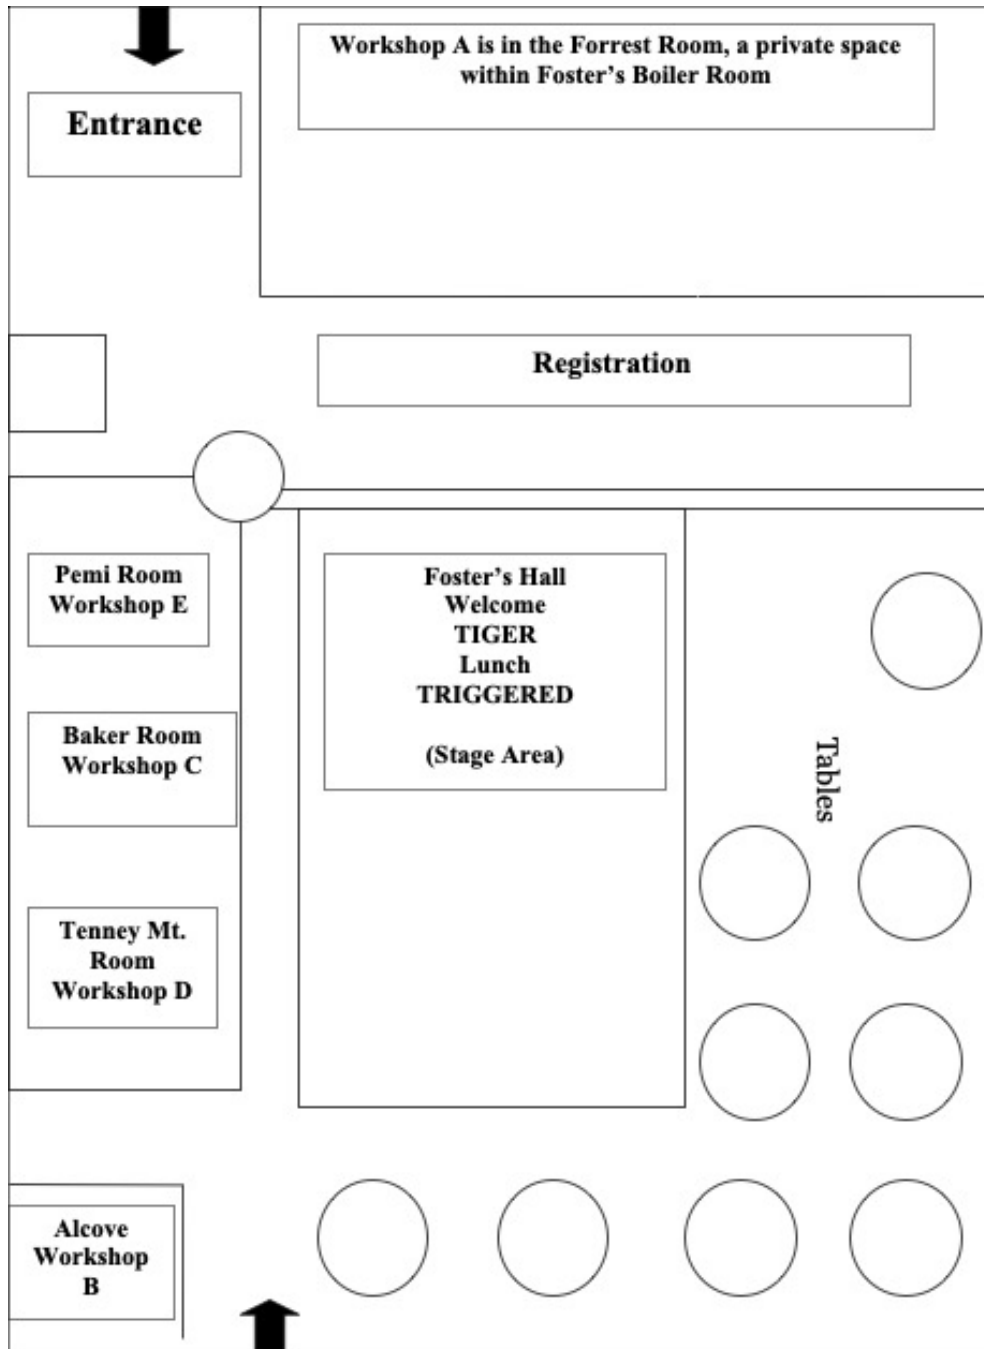 Workshop A is in the Forrest Room, a private space
within Foster's Boiler Room
Entrance
Registration
Pemi Room
Workshop E
Foster's Hall
Welcome
TIGER
Lunch
TRIGGERED
(Stage Area)
Baker Room
Workshop C
Tables
Tenney Mt.
Room
Workshop D
Alcove
Workshop
B